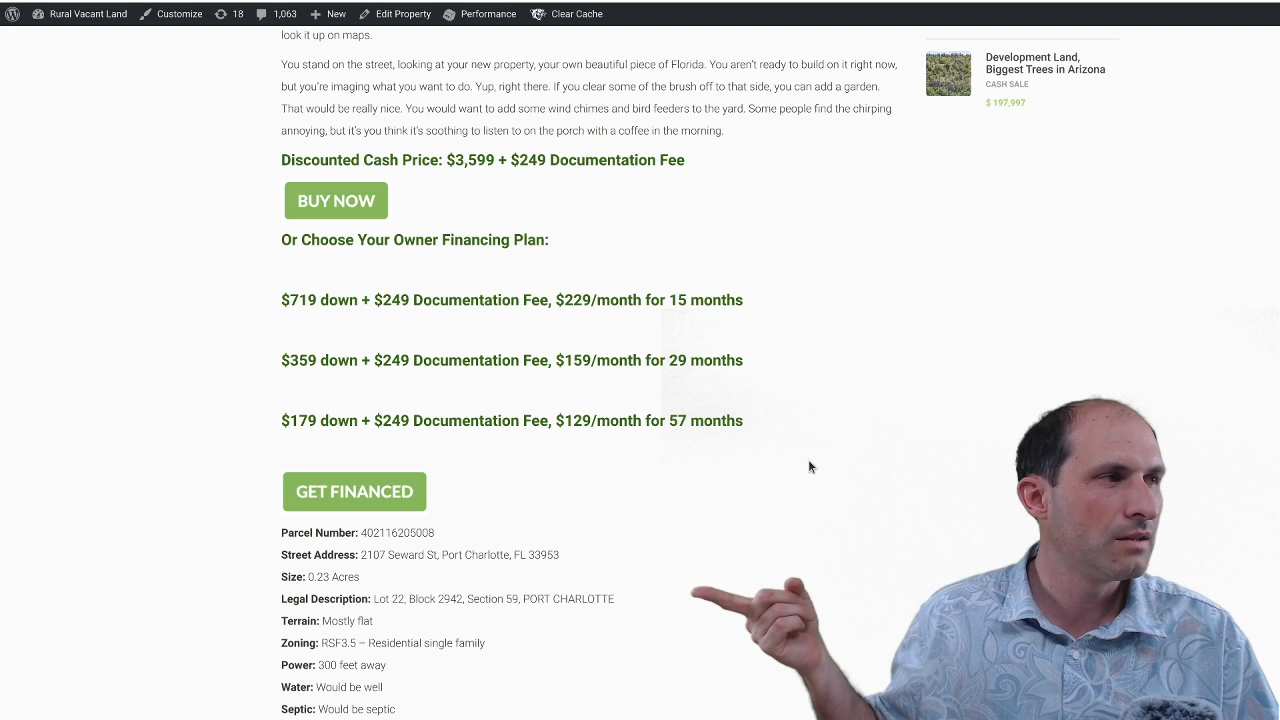 Rural Vacant Land Customize 18 1,063 New Edit Property Performance Clear Cache
look it up on maps.
You stand on the street, looking at your new property, your own beautiful piece of Florida. You aren't ready to build on it right now,
but you're imaging what you want to do. Yup, right there. If you clear some of the brush off to that side, you can add a garden.
That would be really nice. You would want to add some wind chimes and bird feeders to the yard. Some people find the chirping
annoying, but it's you think it's soothing to listen to on the porch with a coffee in the morning.
Discounted Cash Price: $3,599 + $249 Documentation Fee
BUY NOW
Or Choose Your Owner Financing Plan:
$719 down + $249 Documentation Fee, $229/month for 15 months
$359 down + $249 Documentation Fee, $159/month for 29 months
$179 down + $249 Documentation Fee, $129/month for 57 months
GET FINANCED
Parcel Number: 402116205008
Street Address: 2107 Seward St, Port Charlotte, FL 33953
Size: 0.23 Acres
Legal Description: Lot 22, Block 2942, Section 59, PORT CHARLOTTE
Terrain: Mostly flat
Zoning: RSF3.5 – Residential single family
Power: 300 feet away
Water: Would be well
Septic: Would be septic
Development Land,
Biggest Trees in Arizona
CASH SALE
$ 197,997